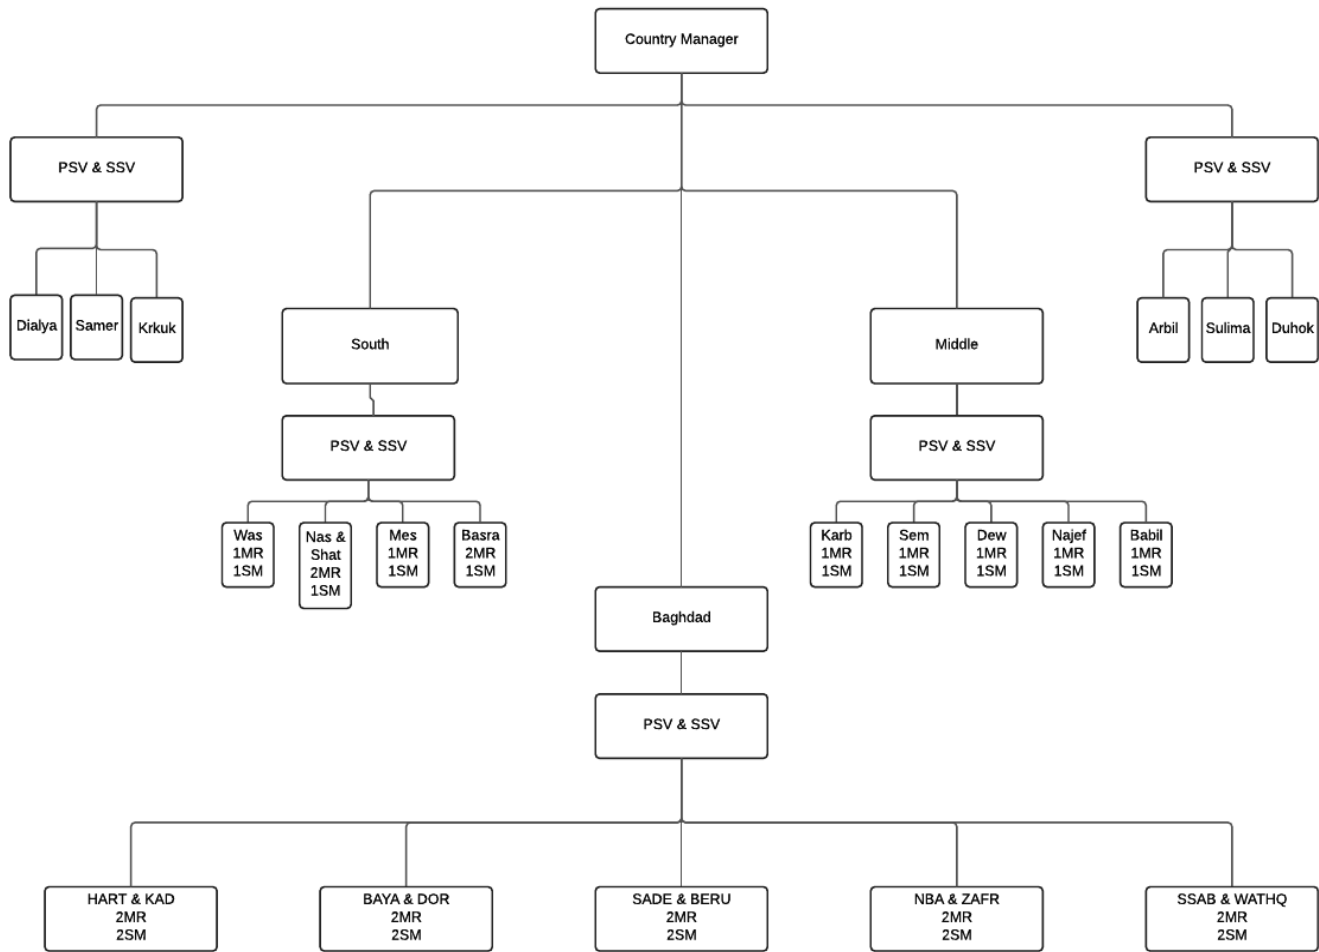 Country Manager
PSV & SSV
PSV & SSV
Dialya
Samer
Krkuk
Arbil
Sulima
Duhok
South
Middle
PSV & SSV
PSV & SSV
Was
1MR
1SM
Nas &
Shat
2MR
1SM
Mes
1MR
1SM
Basra
2MR
1SM
Karb
1MR
1SM
Sem
1MR
1SM
Dew
1MR
1SM
Najef
1MR
1SM
Babil
1MR
1SM
Baghdad
PSV & SSV
HART & KAD
2MR
2SM
BAYA & DOR
2MR
2SM
SADE & BERU
2MR
2SM
NBA & ZAFR
2MR
2SM
SSAB & WATHQ
2MR
2SM